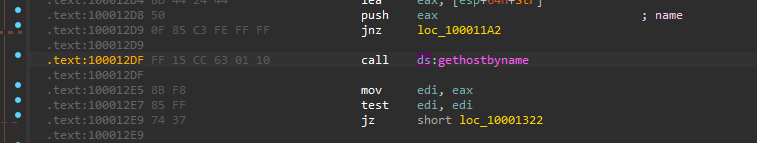 .text:100012D4 8D 44 24 44 lea eax, [esp+64h+Str]
.text:100012D8 50 push eax ; name
.text:100012D9 0F 85 C3 FE FF FF jnz loc_100011A2
.text:100012D9
.text:100012DF FF 15 CC 63 01 10 call ds:gethostbyname
.text:100012DF
.text:100012E5 8B F8 mov edi, eax
.text:100012E7 85 FF test edi, edi
.text:100012E9 74 37 jz short loc_10001322
.text:100012E9